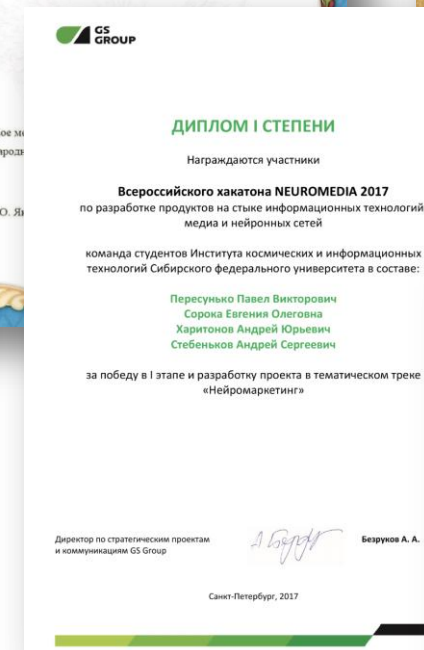 GS
GROUP
ДИПЛОМ I СТЕПЕНИ
Награждаются участники
Всероссийского хакатона NEUROMEDIA 2017
по разработке продуктов на стыке информационных технологий,
медиа и нейронных сетей
команда студентов Института космических и информационных
технологий Сибирского федерального университета в составе:
Пересунько Павел Викторович
Сорока Евгения Олеговна
Харитонов Андрей Юрьевич
Стебеньков Андрей Сергеевич
за победу в I этапе и разработку проекта в тематическом треке
«Нейромаркетинг»
Директор по стратегическим проектам
и коммуникациям GS Group
Безруков А. А.
Санкт-Петербург, 2017